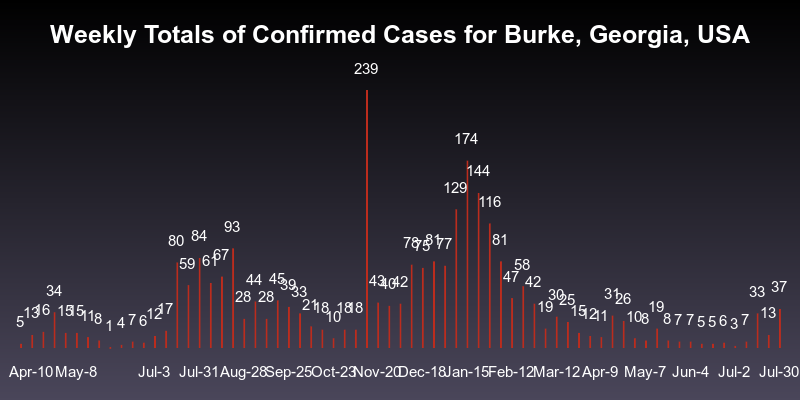 Weekly Totals of Confirmed Cases for Burke, Georgia, USA
5 13 16 34 15 15 11 8 1 4 7 6 12 17 80 59 84 61 67 93 28 44 28 45 39 33 21 18 10 18 18 239 43 40 42 78 75 81 77 129 174 144 116 81 47 58 42 19 30 25 15 12 11 31 26 10 8 19 8 7 7 5 5 6 3 7 33 13 37
Apr-10 May-8 Jul-3 Jul-31 Aug-28 Sep-25 Oct-23 Nov-20 Dec-18 Jan-15 Feb-12 Mar-12 Apr-9 May-7 Jun-4 Jul-2 Jul-30